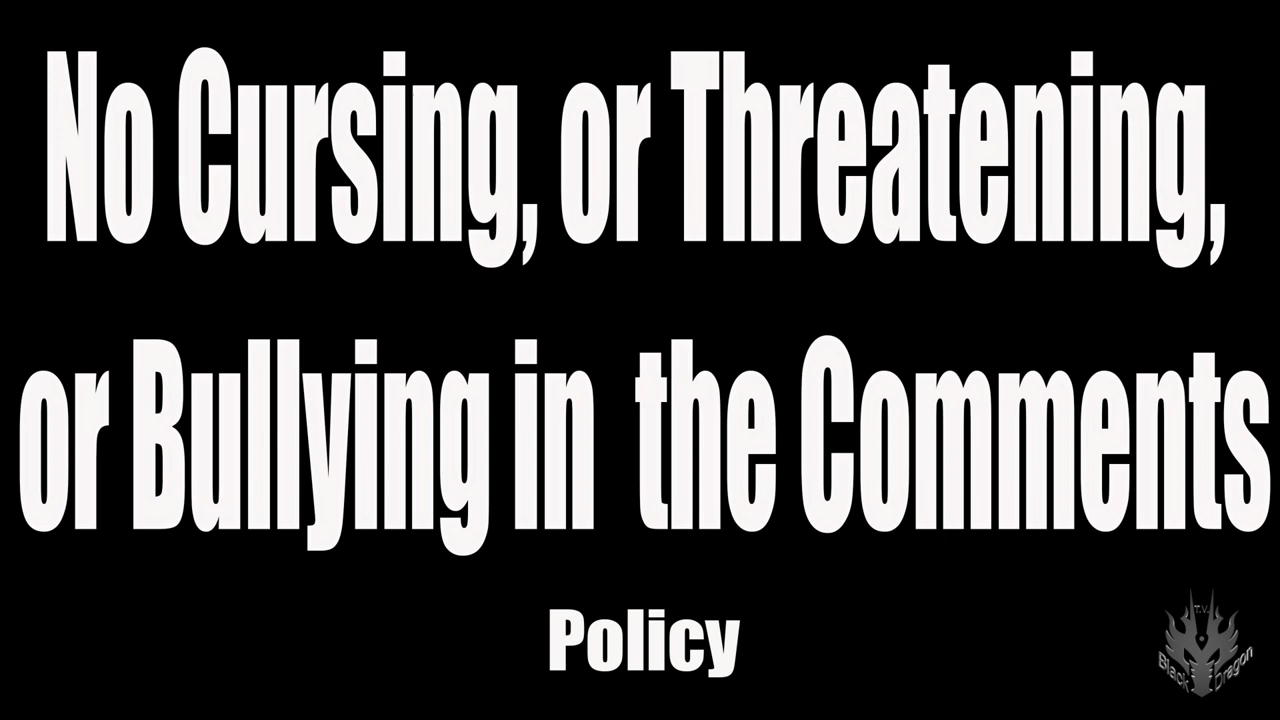 No Cursing, or Threatening,
or Bullying in the Comments
Policy
T.V.
Black Dragon